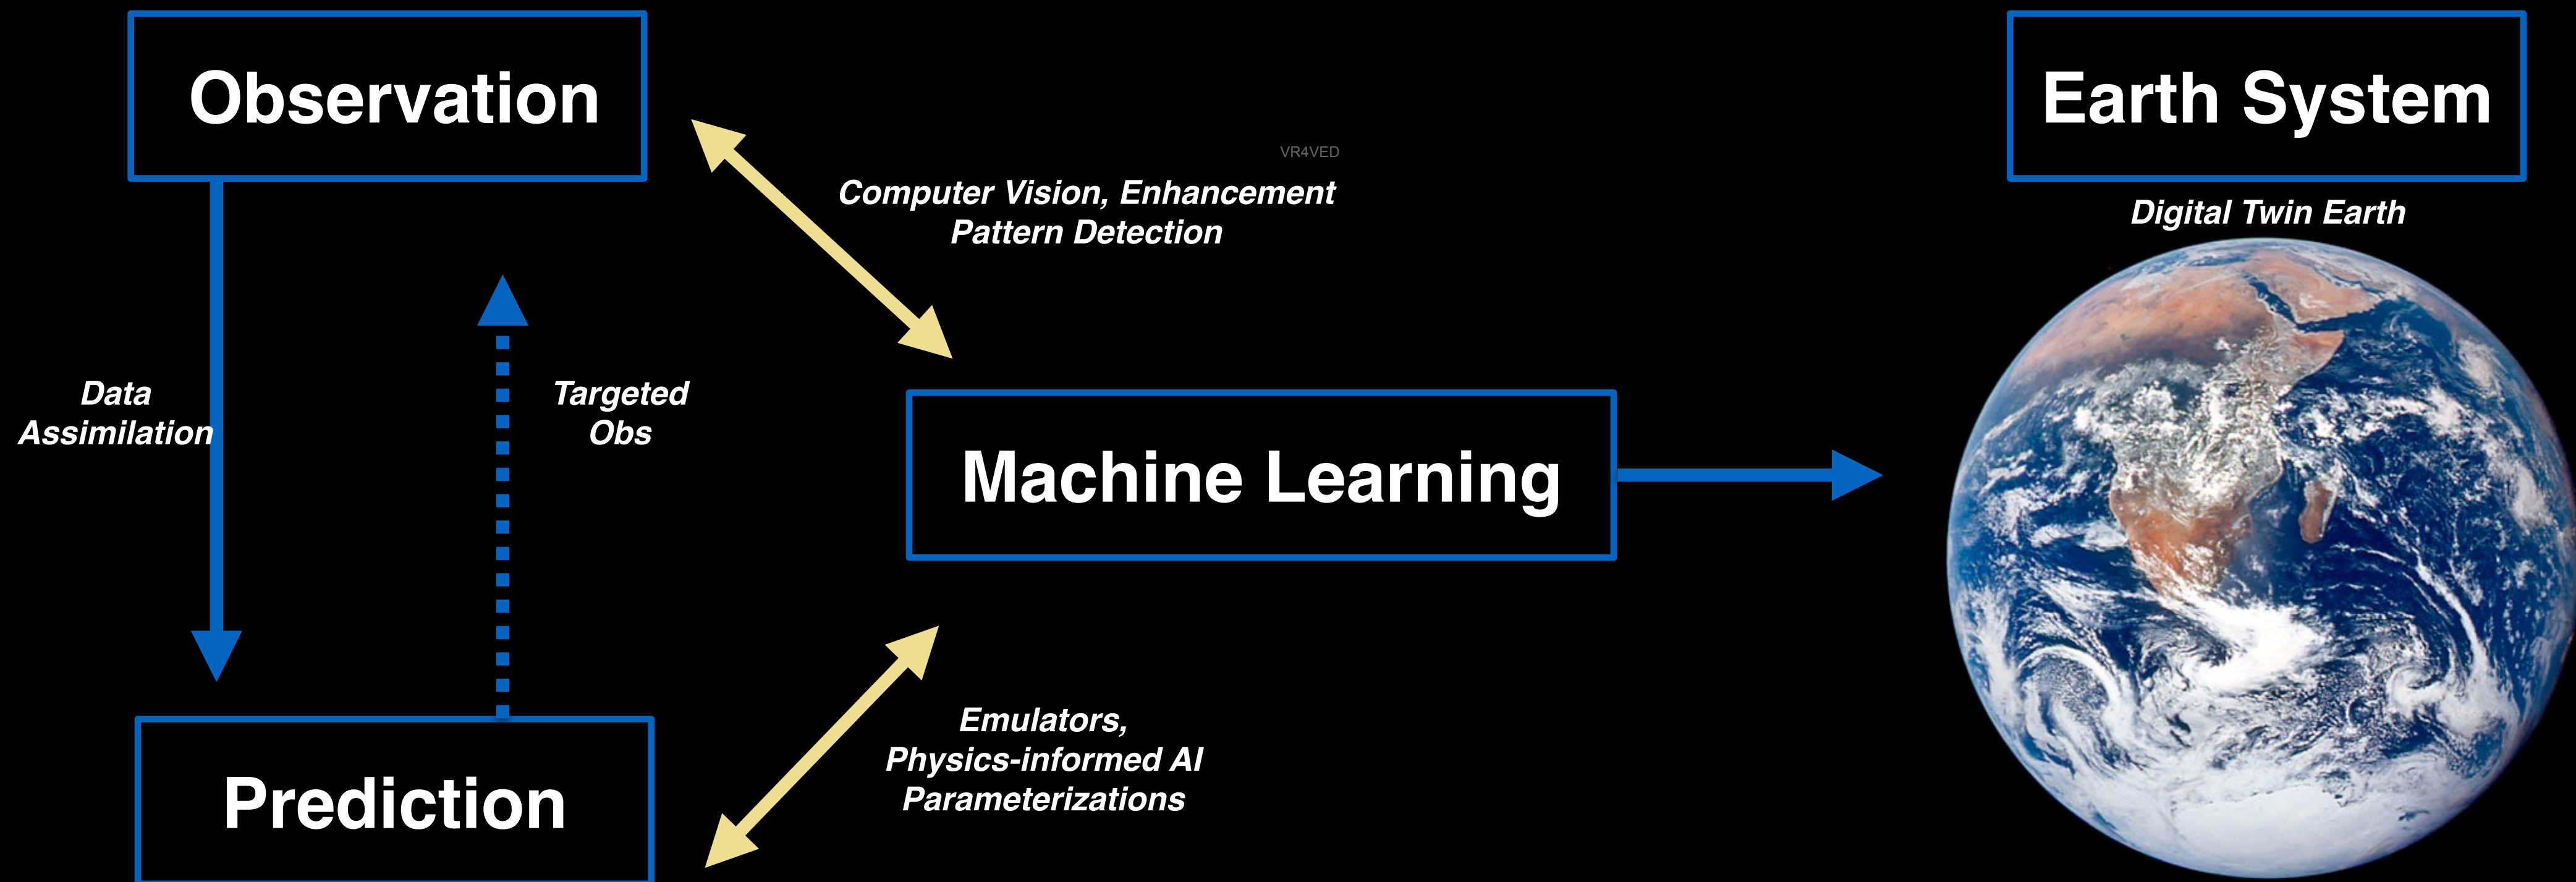 Observation
Earth System
VR4VED
Computer Vision, Enhancement
Pattern Detection
Digital Twin Earth
Data
Assimilation
Targeted
Obs
Machine Learning
Emulators,
Physics-informed AI
Parameterizations
Prediction